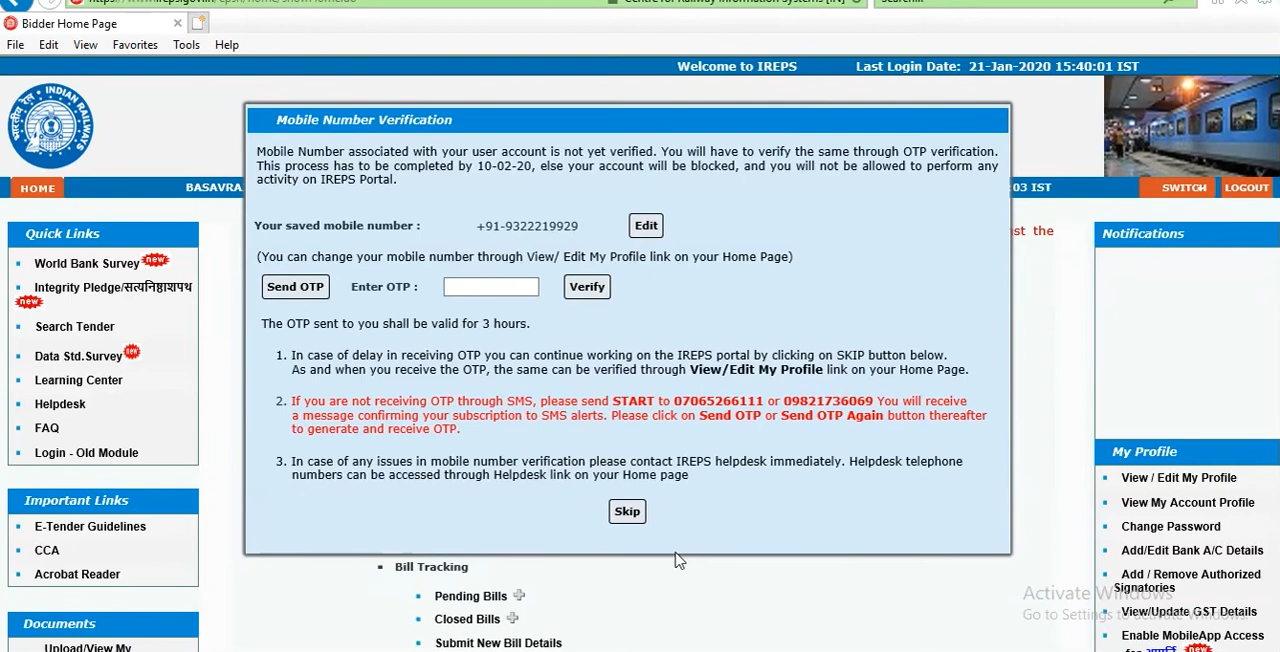 Bidder Home Page
File Edit View Favorites Tools Help
Welcome to IREPS Last Login Date: 21-Jan-2020 15:40:01 IST
INDIAN RAILWAYS
भारतीय रेल
HOME BASAVRA 03 IST SWITCH LOGOUT
Mobile Number Verification
Mobile Number associated with your user account is not yet verified. You will have to verify the same through OTP verification.
This process has to be completed by 10-02-20, else your account will be blocked, and you will not be allowed to perform any
activity on IREPS Portal.
Your saved mobile number : +91-9322219929 Edit
(You can change your mobile number through View/ Edit My Profile link on your Home Page)
Send OTP Enter OTP : Verify
The OTP sent to you shall be valid for 3 hours.
1. In case of delay in receiving OTP you can continue working on the IREPS portal by clicking on SKIP button below.
As and when you receive the OTP, the same can be verified through View/Edit My Profile link on your Home Page.
2. If you are not receiving OTP through SMS, please send START to 07065266111 or 09821736069 You will receive
a message confirming your subscription to SMS alerts. Please click on Send OTP or Send OTP Again button thereafter
to generate and receive OTP.
3. In case of any issues in mobile number verification please contact IREPS helpdesk immediately. Helpdesk telephone
numbers can be accessed through Helpdesk link on your Home page
Skip
Quick Links
World Bank Survey new
Integrity Pledge/सत्यनिष्ठाशपथ
new
Search Tender
Data Std.Survey new
Learning Center
Helpdesk
FAQ
Login - Old Module
Important Links
E-Tender Guidelines
CCA
Acrobat Reader
Documents
Upload/View My
st the
Bill Tracking
Pending Bills
Closed Bills
Submit New Bill Details
Notifications
My Profile
View / Edit My Profile
View My Account Profile
Change Password
Add/Edit Bank A/C Details
Add / Remove Authorized
Signatories
View/Update GST Details
Enable MobileApp Access
Activate Windows
Go to Settings to activate Windows.